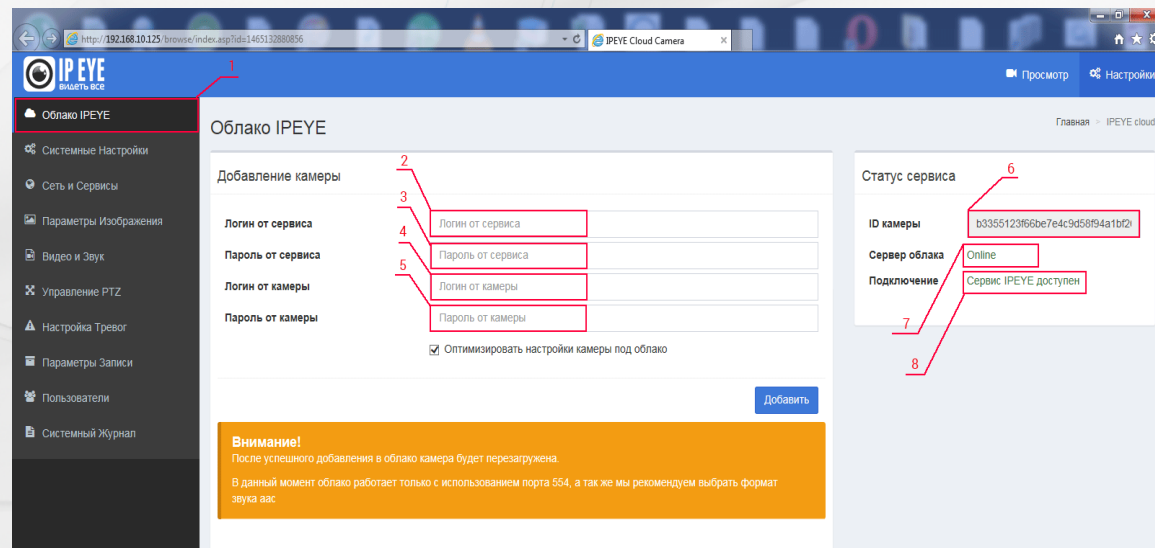 http://192.168.10.125/browse/index.asp?id=1465132880856
IPEYE Cloud Camera
IP EYE
видеть все
1
Просмотр
Настройки
Облако IPEYE
Системные Настройки
Сеть и Сервисы
Параметры Изображения
Видео и Звук
Управление PTZ
Настройка Тревог
Параметры Записи
Пользователи
Системный Журнал
Облако IPEYE
Главная > IPEYE cloud
Добавление камеры
2
3
4
5
Логин от сервиса
Логин от сервиса
Пароль от сервиса
Пароль от сервиса
Логин от камеры
Логин от камеры
Пароль от камеры
Пароль от камеры
Оптимизировать настройки камеры под облако
Добавить
Внимание!
После успешного добавления в облако камера будет перезагружена.
В данный момент облако работает только с использованием порта 554, а так же мы рекомендуем выбрать формат
звука aac
Статус сервиса
6
ID камеры
b3355123f66be7e4c9d58f94a1bf2
Сервер облака
Online
Подключение
Сервис IPEYE доступен
7
8